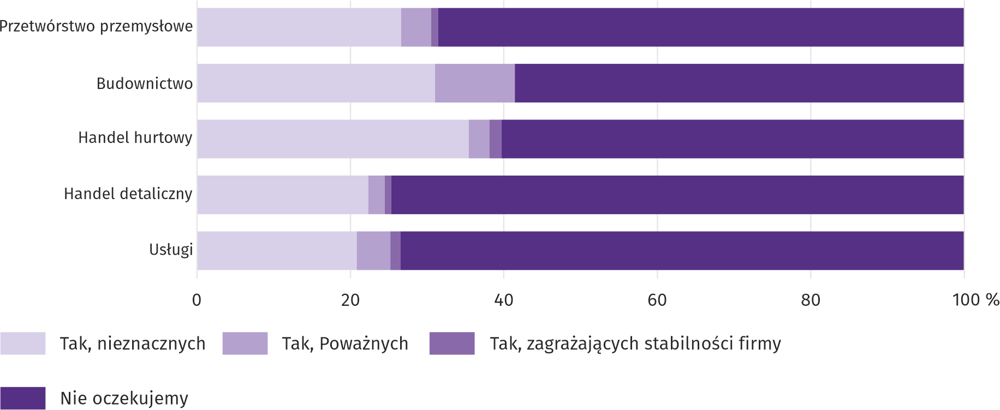 Przetwórstwo przemysłowe
Budownictwo
Handel hurtowy
Handel detaliczny
Usługi
0 20 40 60 80 100 %
Tak, nieznacznych Tak, Poważnych Tak, zagrażających stabilności firmy
Nie oczekujemy